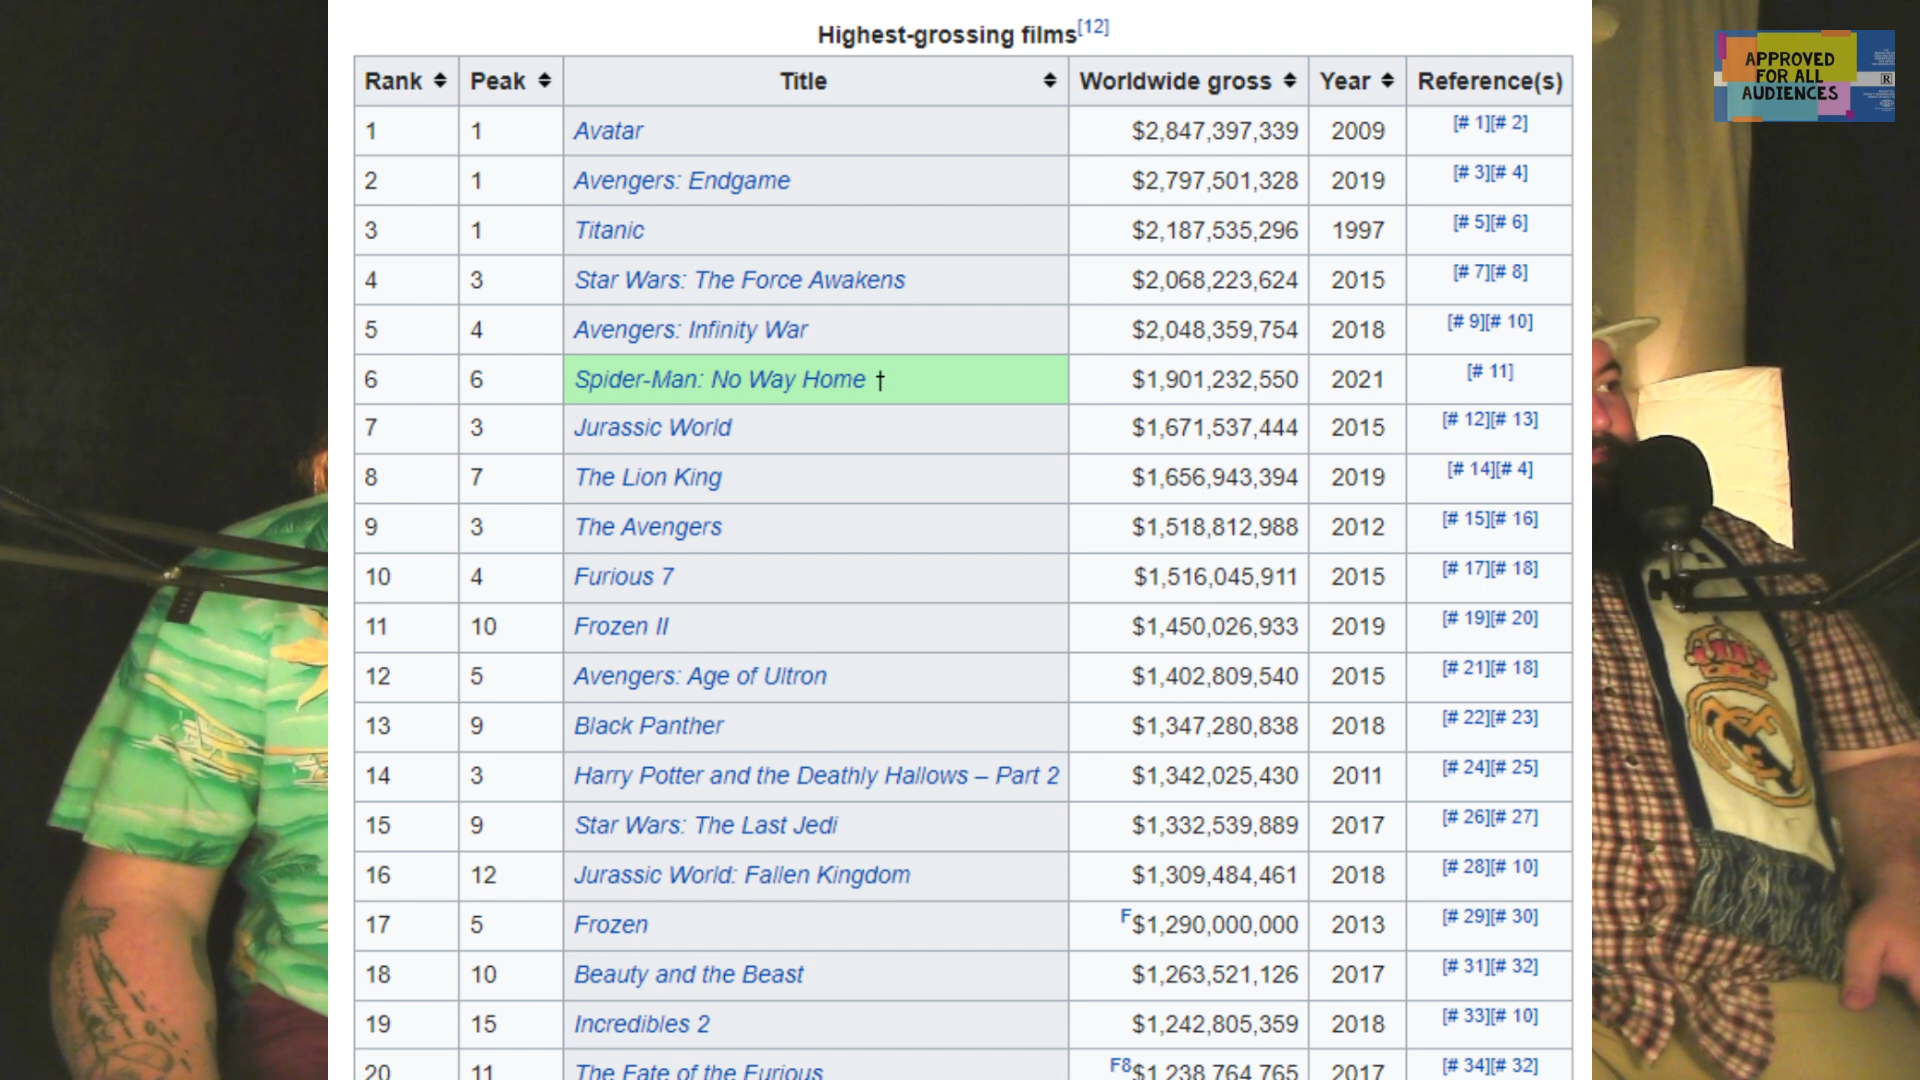 Highest-grossing films[12]
Rank Peak Title Worldwide gross Year Reference(s)
1 1 Avatar $2,847,397,339 2009 [# 1][# 2]
2 1 Avengers: Endgame $2,797,501,328 2019 [# 3][# 4]
3 1 Titanic $2,187,535,296 1997 [# 5][# 6]
4 3 Star Wars: The Force Awakens $2,068,223,624 2015 [# 7][# 8]
5 4 Avengers: Infinity War $2,048,359,754 2018 [# 9][# 10]
6 6 Spider-Man: No Way Home † $1,901,232,550 2021 [# 11]
7 3 Jurassic World $1,671,537,444 2015 [# 12][# 13]
8 7 The Lion King $1,656,943,394 2019 [# 14][# 4]
9 3 The Avengers $1,518,812,988 2012 [# 15][# 16]
10 4 Furious 7 $1,516,045,911 2015 [# 17][# 18]
11 10 Frozen II $1,450,026,933 2019 [# 19][# 20]
12 5 Avengers: Age of Ultron $1,402,809,540 2015 [# 21][# 18]
13 9 Black Panther $1,347,280,838 2018 [# 22][# 23]
14 3 Harry Potter and the Deathly Hallows – Part 2 $1,342,025,430 2011 [# 24][# 25]
15 9 Star Wars: The Last Jedi $1,332,539,889 2017 [# 26][# 27]
16 12 Jurassic World: Fallen Kingdom $1,309,484,461 2018 [# 28][# 10]
17 5 Frozen F$1,290,000,000 2013 [# 29][# 30]
18 10 Beauty and the Beast $1,263,521,126 2017 [# 31][# 32]
19 15 Incredibles 2 $1,242,805,359 2018 [# 33][# 10]
20 11 The Fate of the Furious F8$1,238,764,765 2017 [# 34][# 32]
APPROVED
FOR ALL
AUDIENCES
R